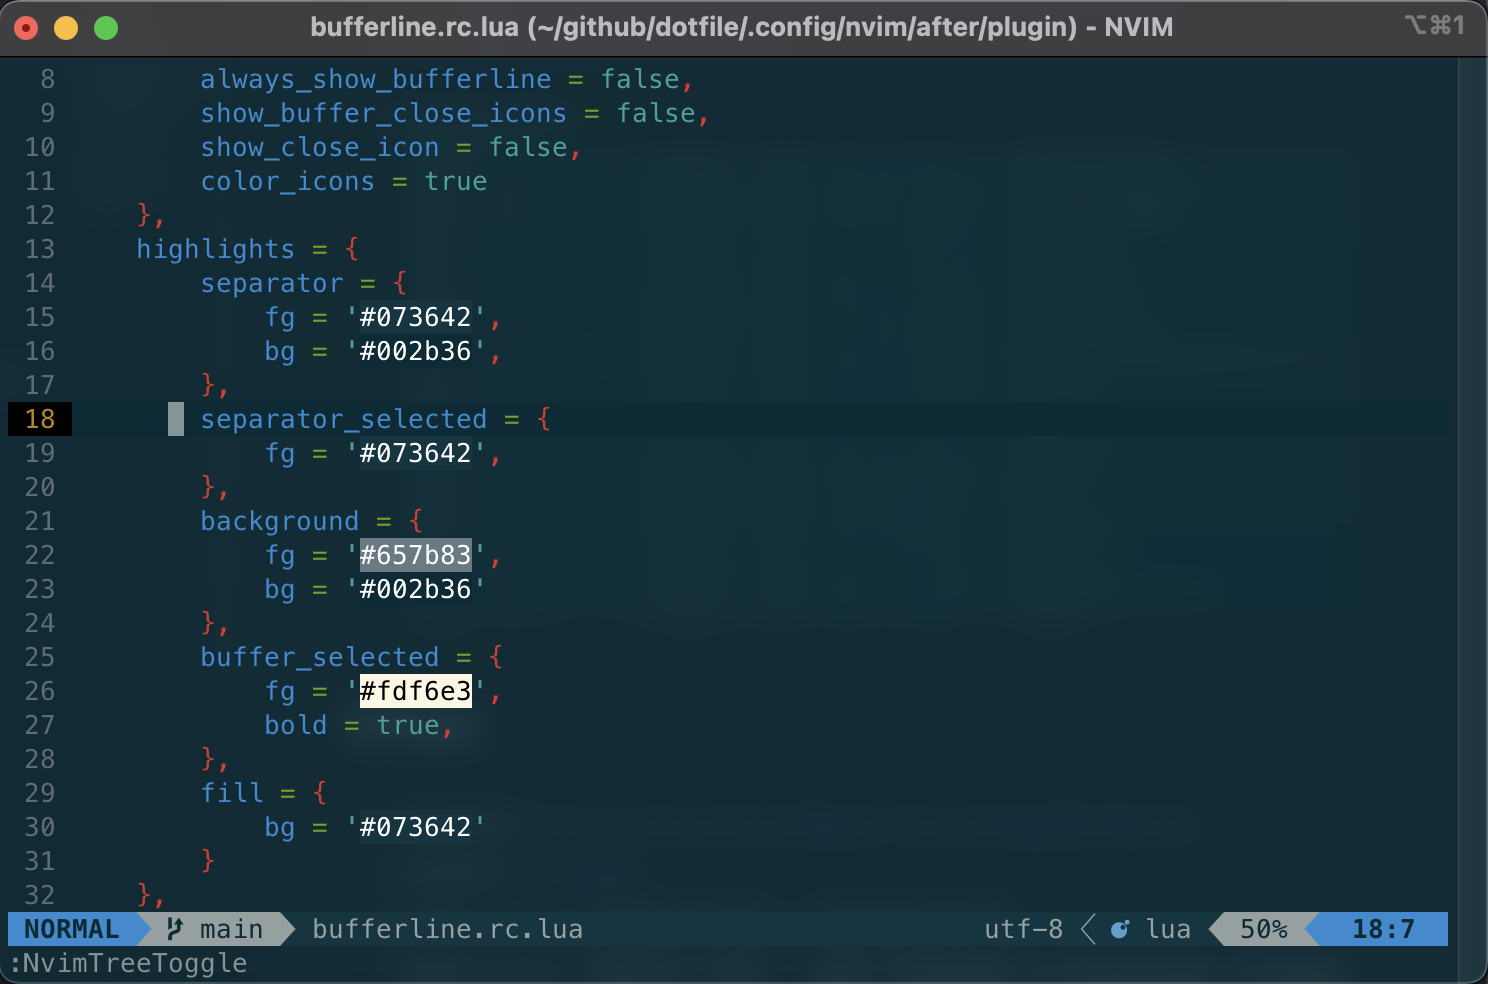 bufferline.rc.lua (~/github/dotfile/.config/nvim/after/plugin) - NVIM ⌥⌘1
8 always_show_bufferline = false,
9 show_buffer_close_icons = false,
10 show_close_icon = false,
11 color_icons = true
12 },
13 highlights = {
14 separator = {
15 fg = '#073642',
16 bg = '#002b36',
17 },
18 separator_selected = {
19 fg = '#073642',
20 },
21 background = {
22 fg = '#657b83',
23 bg = '#002b36'
24 },
25 buffer_selected = {
26 fg = '#fdf6e3',
27 bold = true,
28 },
29 fill = {
30 bg = '#073642'
31 }
32 },
NORMAL main bufferline.rc.lua utf-8 lua 50% 18:7
:NvimTreeToggle